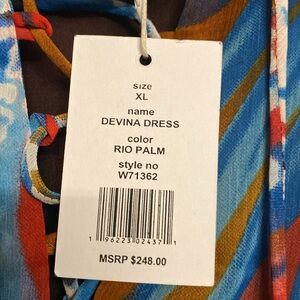 size
XL
name
DEVINA DRESS
color
RIO PALM
style no
W71362
1 96223 02437 1
MSRP $248.00